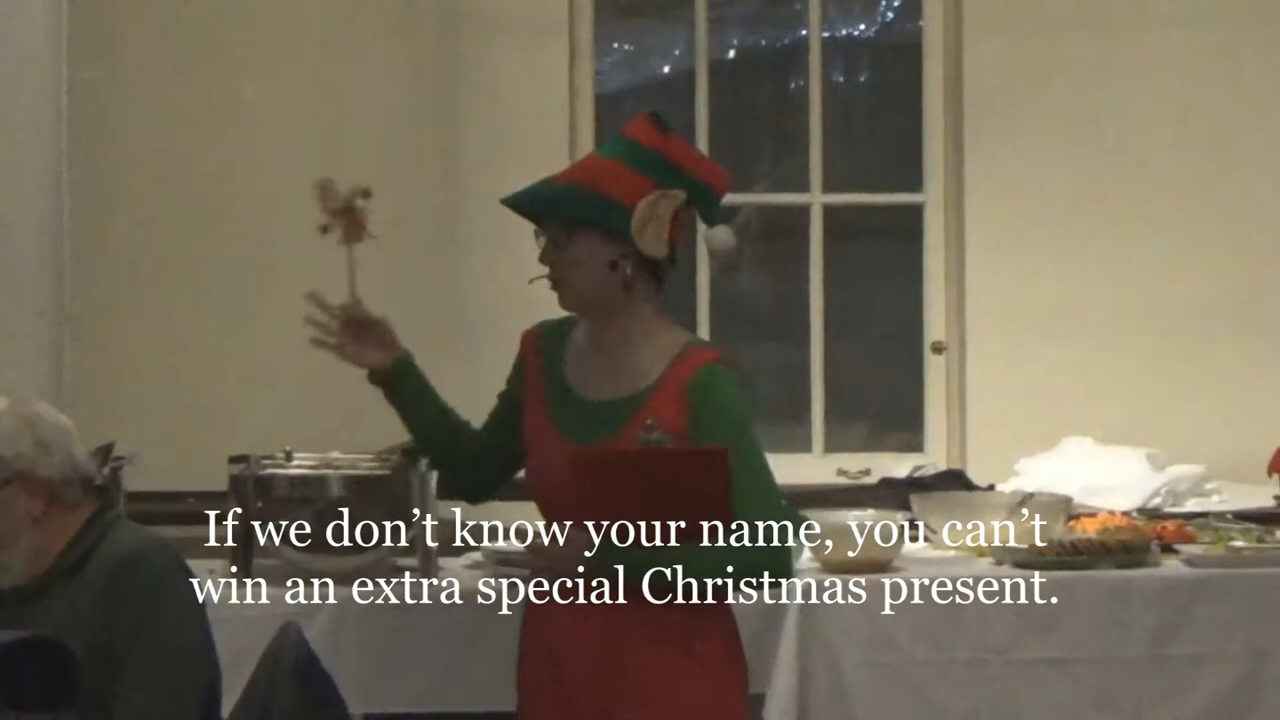 If we don’t know your name, you can’t
win an extra special Christmas present.